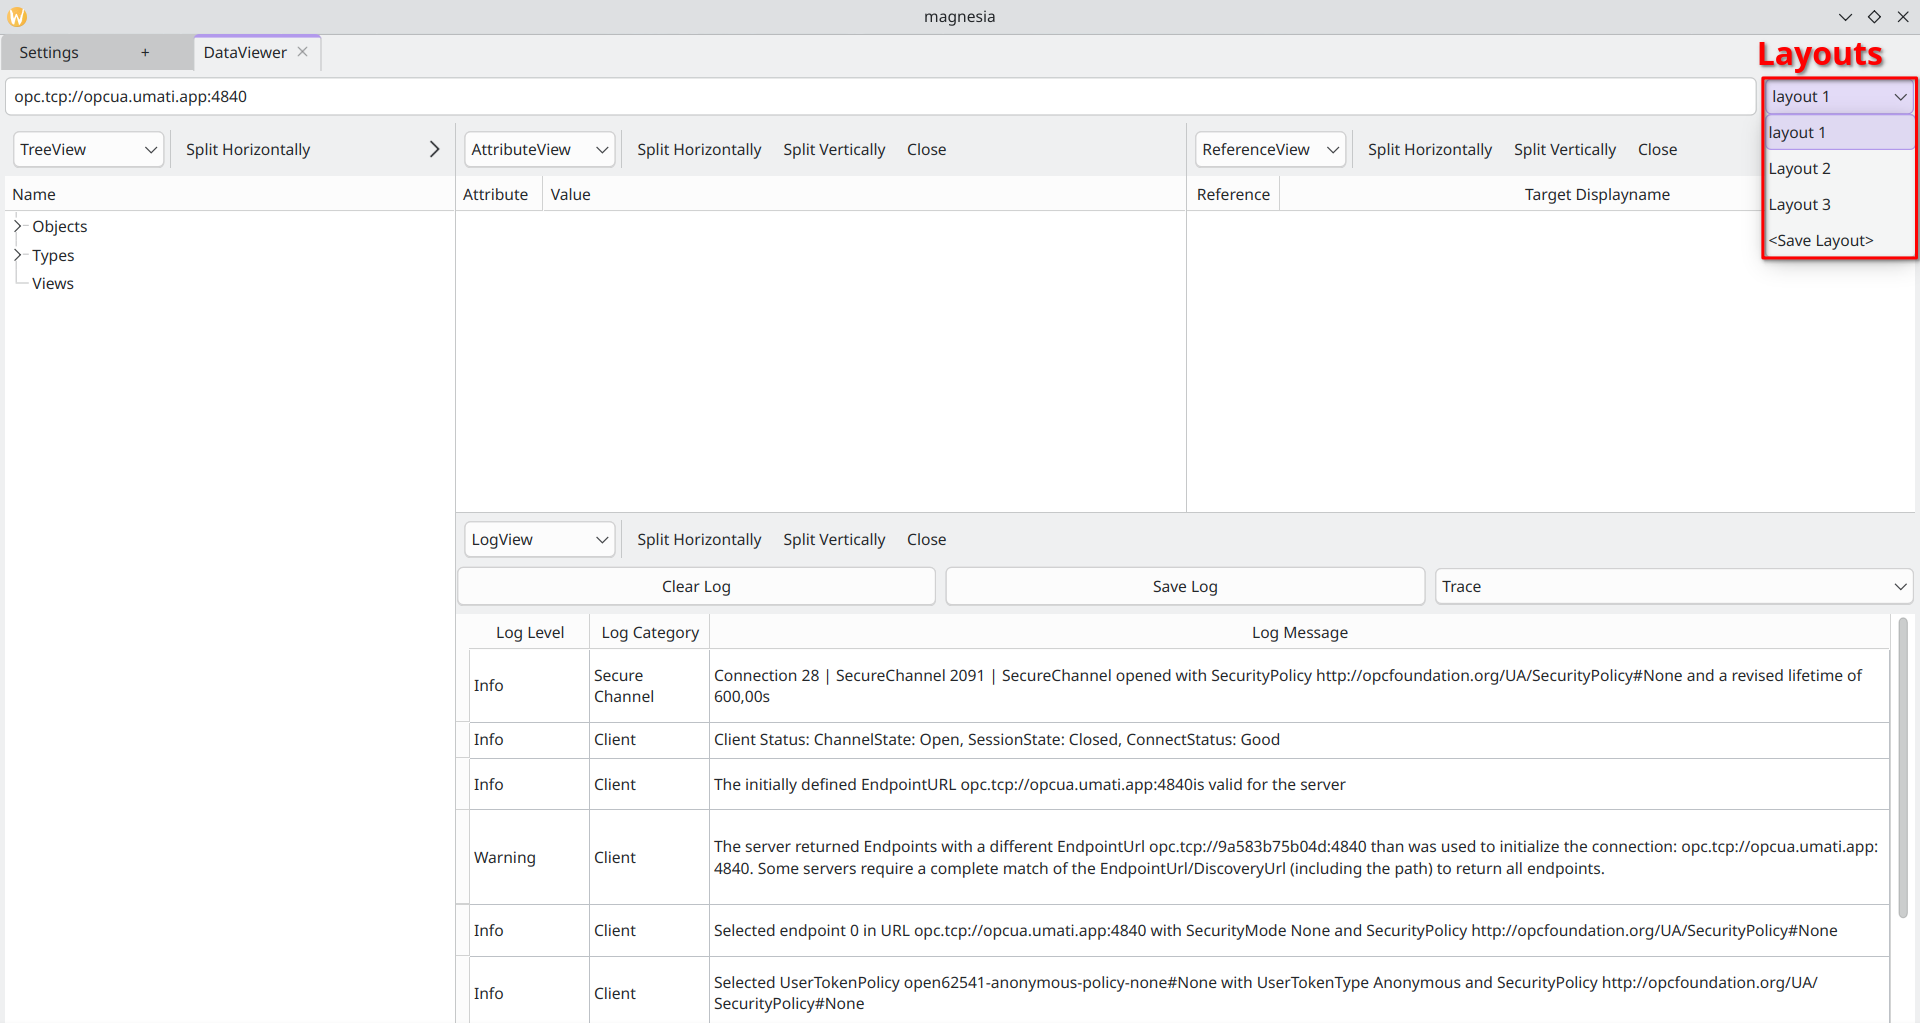 magnesia
Settings + DataViewer
Layouts
opc.tcp://opcua.umati.app:4840
layout 1
layout 1
Layout 2
Layout 3
<Save Layout>
TreeView Split Horizontally
AttributeView Split Horizontally Split Vertically Close
ReferenceView Split Horizontally Split Vertically Close
Name
Objects
Types
Views
Attribute Value
Reference Target Displayname
LogView Split Horizontally Split Vertically Close
Clear Log Save Log Trace
Log Level Log Category Log Message
Info
Secure
Channel
Connection 28 | SecureChannel 2091 | SecureChannel opened with SecurityPolicy http://opcfoundation.org/UA/SecurityPolicy#None and a revised lifetime of
600,00s
Info Client Client Status: ChannelState: Open, SessionState: Closed, ConnectStatus: Good
Info Client The initially defined EndpointURL opc.tcp://opcua.umati.app:4840is valid for the server
Warning Client
The server returned Endpoints with a different EndpointUrl opc.tcp://9a583b75b04d:4840 than was used to initialize the connection: opc.tcp://opcua.umati.app:
4840. Some servers require a complete match of the EndpointUrl/DiscoveryUrl (including the path) to return all endpoints.
Info Client Selected endpoint 0 in URL opc.tcp://opcua.umati.app:4840 with SecurityMode None and SecurityPolicy http://opcfoundation.org/UA/SecurityPolicy#None
Info Client
Selected UserTokenPolicy open62541-anonymous-policy-none#None with UserTokenType Anonymous and SecurityPolicy http://opcfoundation.org/UA/
SecurityPolicy#None